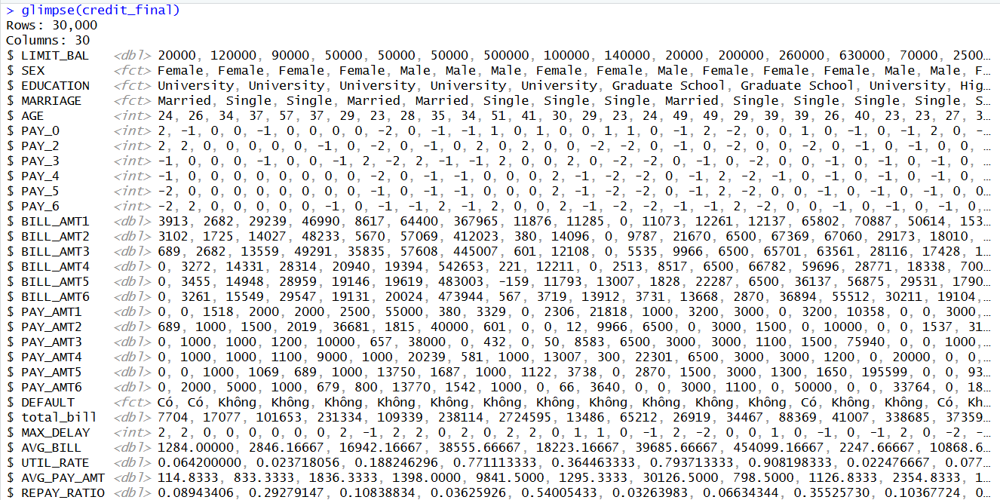 > glimpse(credit_final)
Rows: 30,000
Columns: 30
$ LIMIT_BAL <dbl> 20000, 120000, 90000, 50000, 50000, 50000, 500000, 100000, 140000, 20000, 200000, 260000, 630000, 70000, 2500…
$ SEX <fct> Female, Female, Female, Female, Male, Male, Male, Female, Female, Male, Female, Female, Female, Male, Male, F…
$ EDUCATION <fct> University, University, University, University, University, Graduate School, Graduate School, University, Hig…
$ MARRIAGE <fct> Married, Single, Single, Married, Married, Single, Single, Single, Married, Single, Single, Single, Single, S…
$ AGE <int> 24, 26, 34, 37, 57, 37, 29, 23, 28, 35, 34, 51, 41, 30, 29, 23, 24, 49, 49, 29, 39, 39, 26, 40, 23, 23, 27, 3…
$ PAY_0 <int> 2, -1, 0, 0, -1, 0, 0, 0, 0, -2, 0, -1, -1, 1, 0, 1, 0, 0, 1, 1, 0, -1, 2, -2, 0, 0, 1, 0, -1, 0, -1, 2, 0, -…
$ PAY_2 <int> 2, 2, 0, 0, 0, 0, 0, -1, 0, -2, 0, -1, 0, 2, 0, 2, 0, 0, -2, -2, 0, -1, 0, -2, 0, 0, -2, 0, -1, 0, -1, 0, 0, …
$ PAY_3 <int> -1, 0, 0, 0, -1, 0, 0, -1, 2, -2, 2, -1, -1, 2, 0, 0, 2, 0, -2, -2, 0, -1, 0, -2, 0, 0, -1, 0, -1, 0, -1, 0, …
$ PAY_4 <int> -1, 0, 0, 0, 0, 0, 0, 0, 0, -2, 0, -1, -1, 0, 0, 0, 2, -1, -2, -2, 0, -1, 2, -2, -1, 0, -1, 0, -1, 0, -1, 0, …
$ PAY_5 <int> -2, 0, 0, 0, 0, 0, 0, 0, 0, -1, 0, -1, -1, 0, 0, 0, 2, -1, -2, -2, 0, -1, 2, -2, 0, 0, -1, 0, -1, 0, -1, 0, 0…
$ PAY_6 <int> -2, 2, 0, 0, 0, 0, 0, -1, 0, -1, -1, 2, -1, 2, 0, 0, 2, -1, -2, -2, -1, -1, 2, -2, 0, 0, -1, 0, -1, 0, -1, 0,…
$ BILL_AMT1 <dbl> 3913, 2682, 29239, 46990, 8617, 64400, 367965, 11876, 11285, 0, 11073, 12261, 12137, 65802, 70887, 50614, 153…
$ BILL_AMT2 <dbl> 3102, 1725, 14027, 48233, 5670, 57069, 412023, 380, 14096, 0, 9787, 21670, 6500, 67369, 67060, 29173, 18010, …
$ BILL_AMT3 <dbl> 689, 2682, 13559, 49291, 35835, 57608, 445007, 601, 12108, 0, 5535, 9966, 6500, 65701, 63561, 28116, 17428, 1…
$ BILL_AMT4 <dbl> 0, 3272, 14331, 28314, 20940, 19394, 542653, 221, 12211, 0, 2513, 8517, 6500, 66782, 59696, 28771, 18338, 700…
$ BILL_AMT5 <dbl> 0, 3455, 14948, 28959, 19146, 19619, 483003, -159, 11793, 13007, 1828, 22287, 6500, 36137, 56875, 29531, 1790…
$ BILL_AMT6 <dbl> 0, 3261, 15549, 29547, 19131, 20024, 473944, 567, 3719, 13912, 3731, 13668, 2870, 36894, 55512, 30211, 19104,…
$ PAY_AMT1 <dbl> 0, 0, 1518, 2000, 2000, 2500, 55000, 380, 3329, 0, 2306, 21818, 1000, 3200, 3000, 0, 3200, 10358, 0, 0, 3000,…
$ PAY_AMT2 <dbl> 689, 1000, 1500, 2019, 36681, 1815, 40000, 601, 0, 0, 12, 9966, 6500, 0, 3000, 1500, 0, 10000, 0, 0, 1537, 31…
$ PAY_AMT3 <dbl> 0, 1000, 1000, 1200, 10000, 657, 38000, 0, 432, 0, 50, 8583, 6500, 3000, 3000, 1100, 1500, 75940, 0, 0, 1000,…
$ PAY_AMT4 <dbl> 0, 1000, 1000, 1100, 9000, 1000, 20239, 581, 1000, 13007, 300, 22301, 6500, 3000, 3000, 1200, 0, 20000, 0, 0,…
$ PAY_AMT5 <dbl> 0, 0, 1000, 1069, 689, 1000, 13750, 1687, 1000, 1122, 3738, 0, 2870, 1500, 3000, 1300, 1650, 195599, 0, 0, 93…
$ PAY_AMT6 <dbl> 0, 2000, 5000, 1000, 679, 800, 13770, 1542, 1000, 0, 66, 3640, 0, 0, 3000, 1100, 0, 50000, 0, 0, 33764, 0, 18…
$ DEFAULT <fct> Có, Có, Không, Không, Không, Không, Không, Không, Không, Không, Không, Không, Không, Có, Không, Không, Có, Kh…
$ total_bill <dbl> 7704, 17077, 101653, 231334, 109339, 238114, 2724595, 13486, 65212, 26919, 34467, 88369, 41007, 338685, 37359…
$ MAX_DELAY <int> 2, 2, 0, 0, 0, 0, 0, 0, 2, -1, 2, 2, 0, 2, 0, 2, 2, 0, 1, 1, 0, -1, 2, -2, 0, 0, 1, 0, -1, 0, -1, 2, 0, -2, -…
$ AVG_BILL <dbl> 1284.00000, 2846.16667, 16942.16667, 38555.66667, 18223.16667, 39685.66667, 454099.16667, 2247.66667, 10868.6…
$ UTIL_RATE <dbl> 0.064200000, 0.023718056, 0.188246296, 0.771113333, 0.364463333, 0.793713333, 0.908198333, 0.022476667, 0.077…
$ AVG_PAY_AMT <dbl> 114.8333, 833.3333, 1836.3333, 1398.0000, 9841.5000, 1295.3333, 30126.5000, 798.5000, 1126.8333, 2354.8333, 1…
$ REPAY_RATIO <dbl> 0.08943406, 0.29279147, 0.10838834, 0.03625926, 0.54005433, 0.03263983, 0.06634344, 0.35525730, 0.10367724, 0…